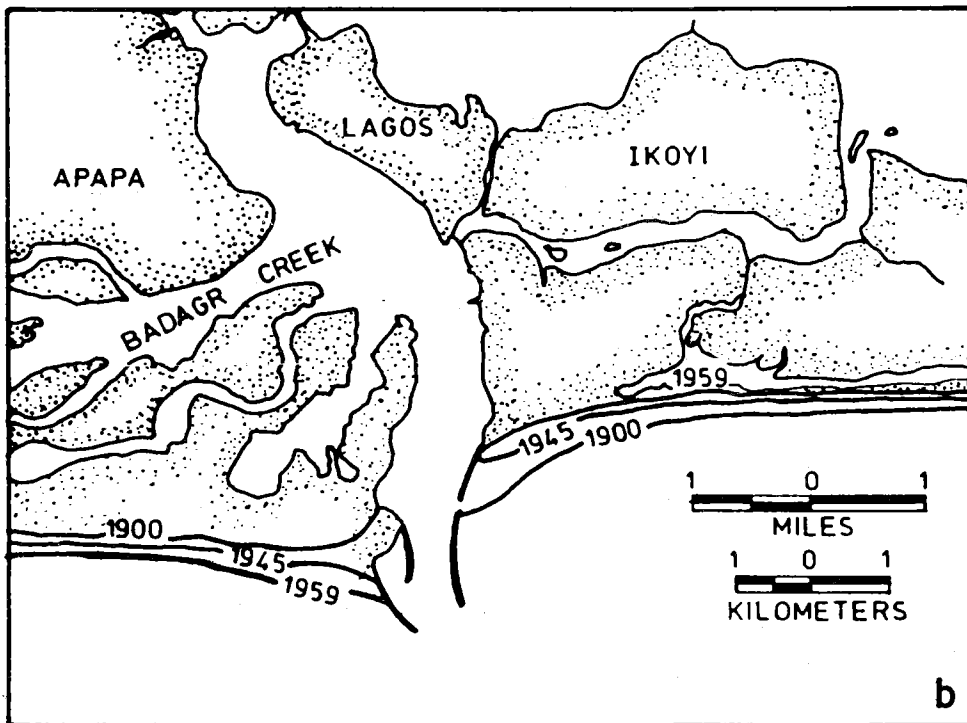 LAGOS
IKOYI
APAPA
BADAGR CREEK
1959
1945
1900
1900
1945
1959
1 0 1
MILES
1 0 1
KILOMETERS
b